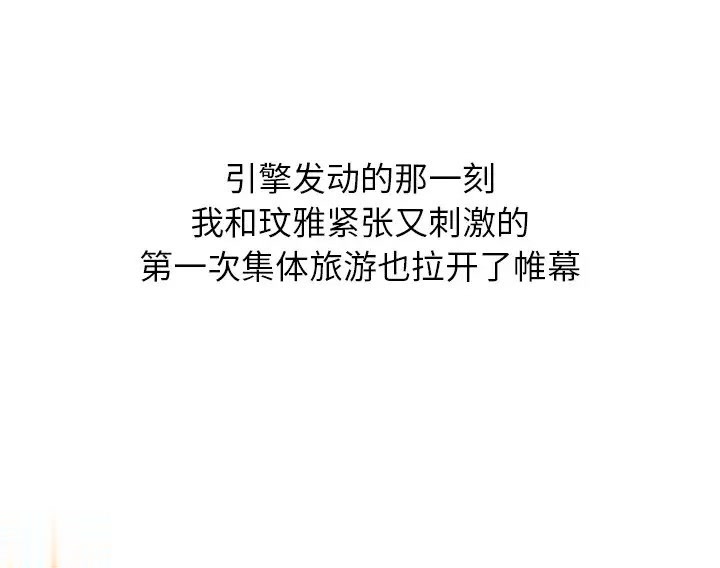 引擎发动的那一刻
我和玟雅紧张又刺激的
第一次集体旅游也拉开了帷幕